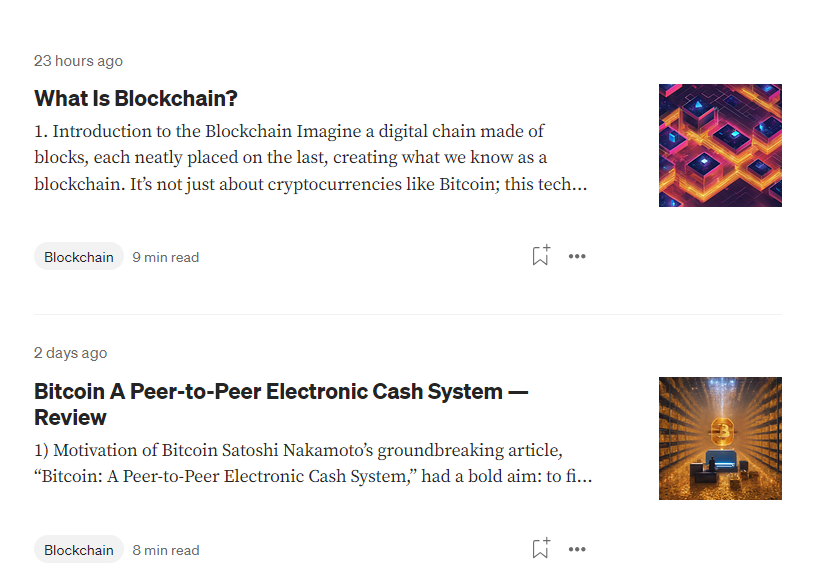 23 hours ago
What Is Blockchain?
1. Introduction to the Blockchain Imagine a digital chain made of
blocks, each neatly placed on the last, creating what we know as a
blockchain. It’s not just about cryptocurrencies like Bitcoin; this tech…
Blockchain 9 min read
2 days ago
Bitcoin A Peer-to-Peer Electronic Cash System —
Review
1) Motivation of Bitcoin Satoshi Nakamoto’s groundbreaking article,
“Bitcoin: A Peer-to-Peer Electronic Cash System,” had a bold aim: to fi…
Blockchain 8 min read